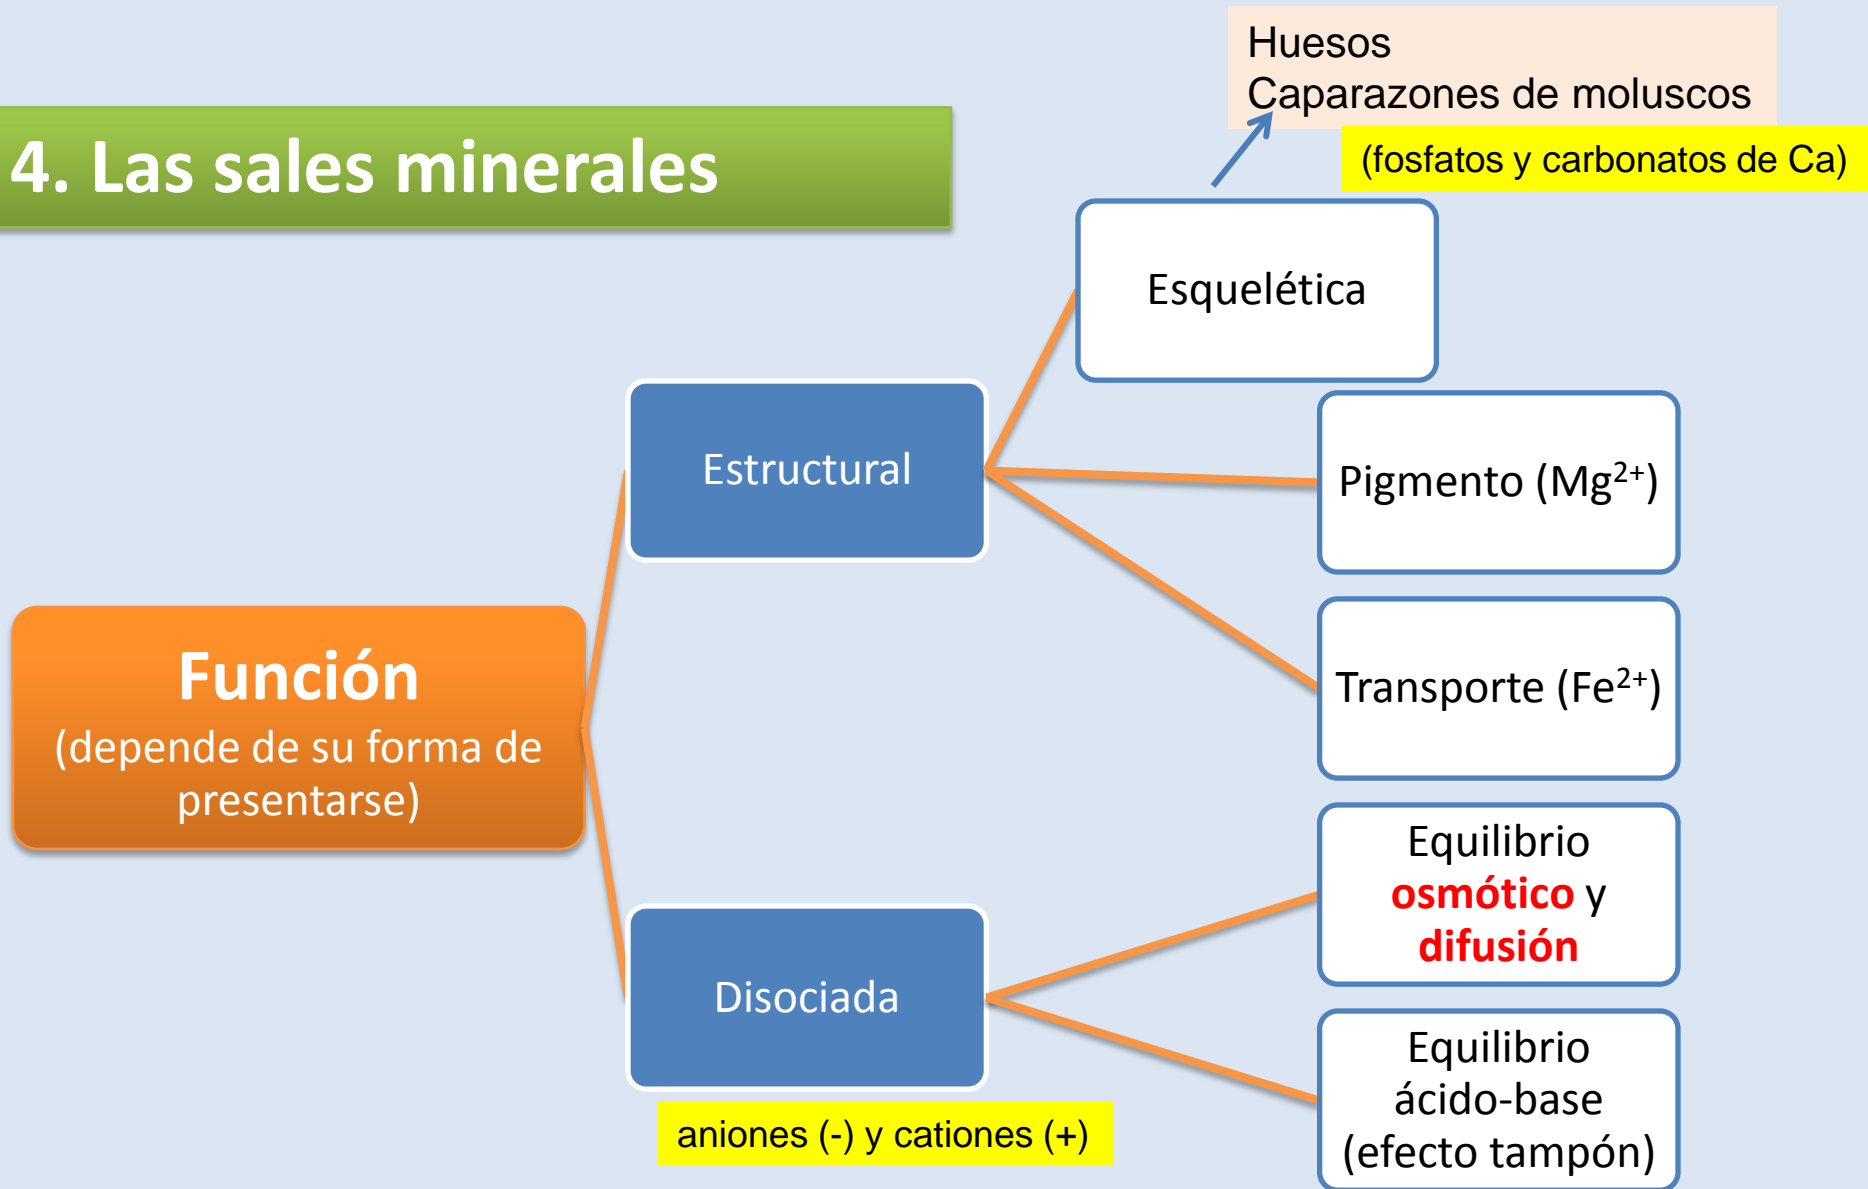 4. Las sales minerales
Huesos
Caparazones de moluscos
(fosfatos y carbonatos de Ca)
Esquelética
Estructural
Pigmento (Mg²⁺)
Transporte (Fe²⁺)
Función
(depende de su forma de
presentarse)
Disociada
aniones (-) y cationes (+)
Equilibrio
osmótico y
difusión
Equilibrio
ácido-base
(efecto tampón)